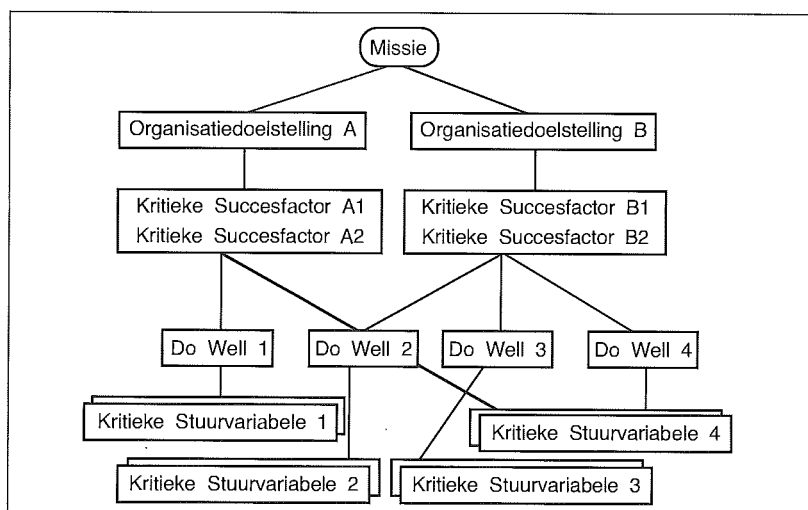 Missie
Organisatiedoelstelling A
Organisatiedoelstelling B
Kritieke Succesfactor A1
Kritieke Succesfactor A2
Kritieke Succesfactor B1
Kritieke Succesfactor B2
Do Well 1
Do Well 2
Do Well 3
Do Well 4
Kritieke Stuurvariabele 1
Kritieke Stuurvariabele 4
Kritieke Stuurvariabele 2
Kritieke Stuurvariabele 3